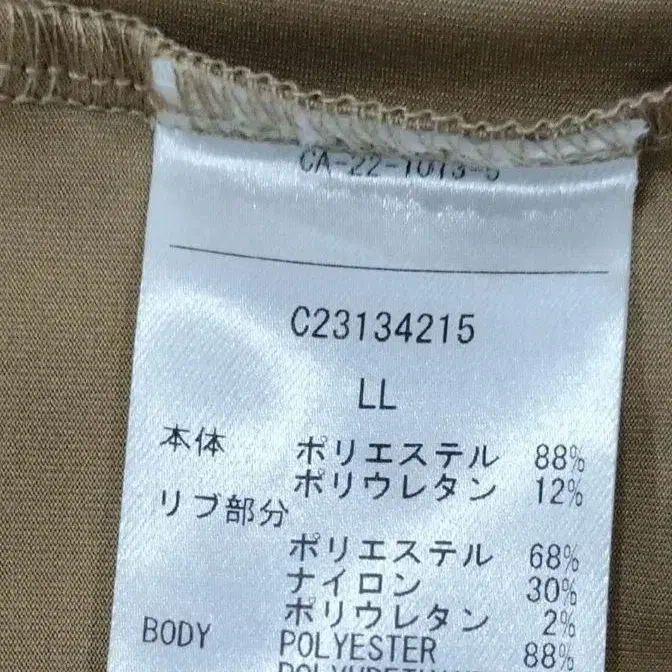 C23134215
LL
本体 ポリエステル 88%
ポリウレタン 12%
リブ部分
ポリエステル 68%
ナイロン 30%
ポリウレタン 2%
BODY POLYESTER 88%